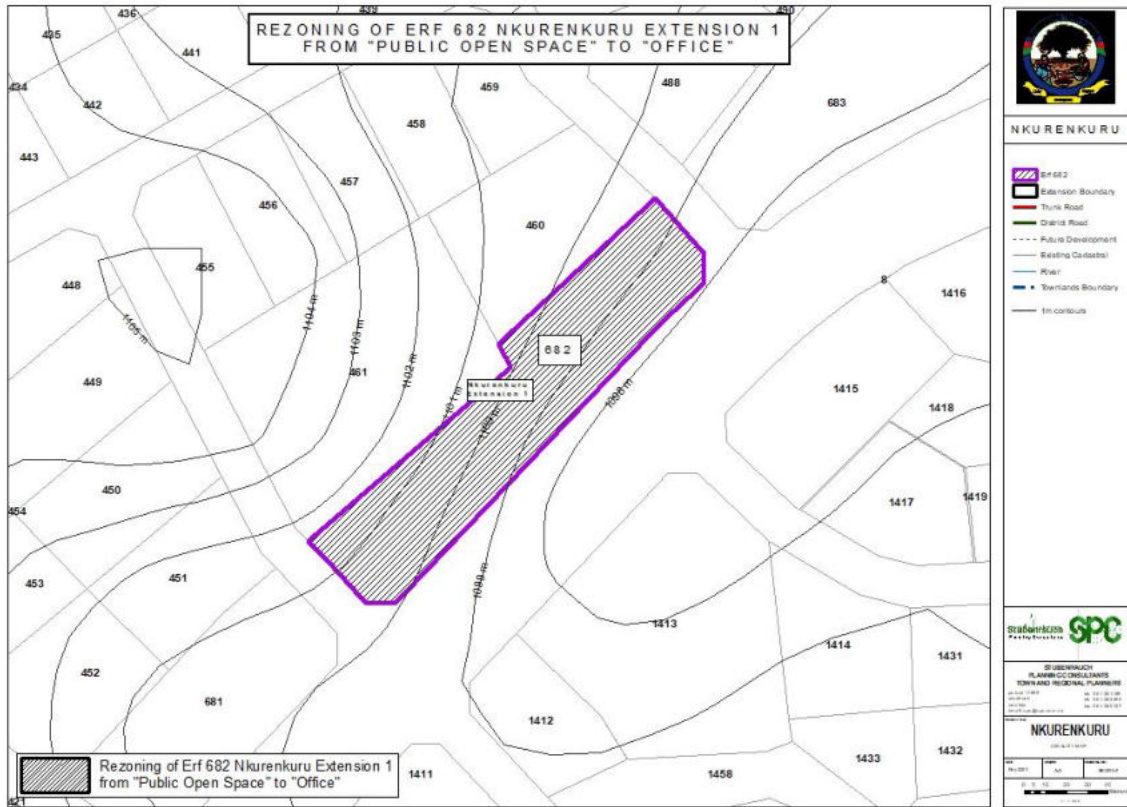 REZONING OF ERF 682 NKURENKURU EXTENSION 1
FROM "PUBLIC OPEN SPACE" TO "OFFICE"
439
490
436
435
441
434
442
443
459
458
488
683
457
456
460
455
448
1105 m
1104 m
1103 m
1102 m
461
449
682
Nkurenkuru
Extension 1
8
1416
1415
1418
1417
1419
450
454
451
453
452
681
1413
1414
1431
1412
1411
1458
1433
1432
421
Rezoning of Erf 682 Nkurenkuru Extension 1
from "Public Open Space" to "Office"
NKURENKURU
Erf 682
Extension Boundary
Trunk Road
District Road
Future Development
Existing Cadastral
River
Townlands Boundary
1m contours
SPC
STUBENRAUCH
PLANNING CONSULTANTS
TOWN AND REGIONAL PLANNERS
NKURENKURU